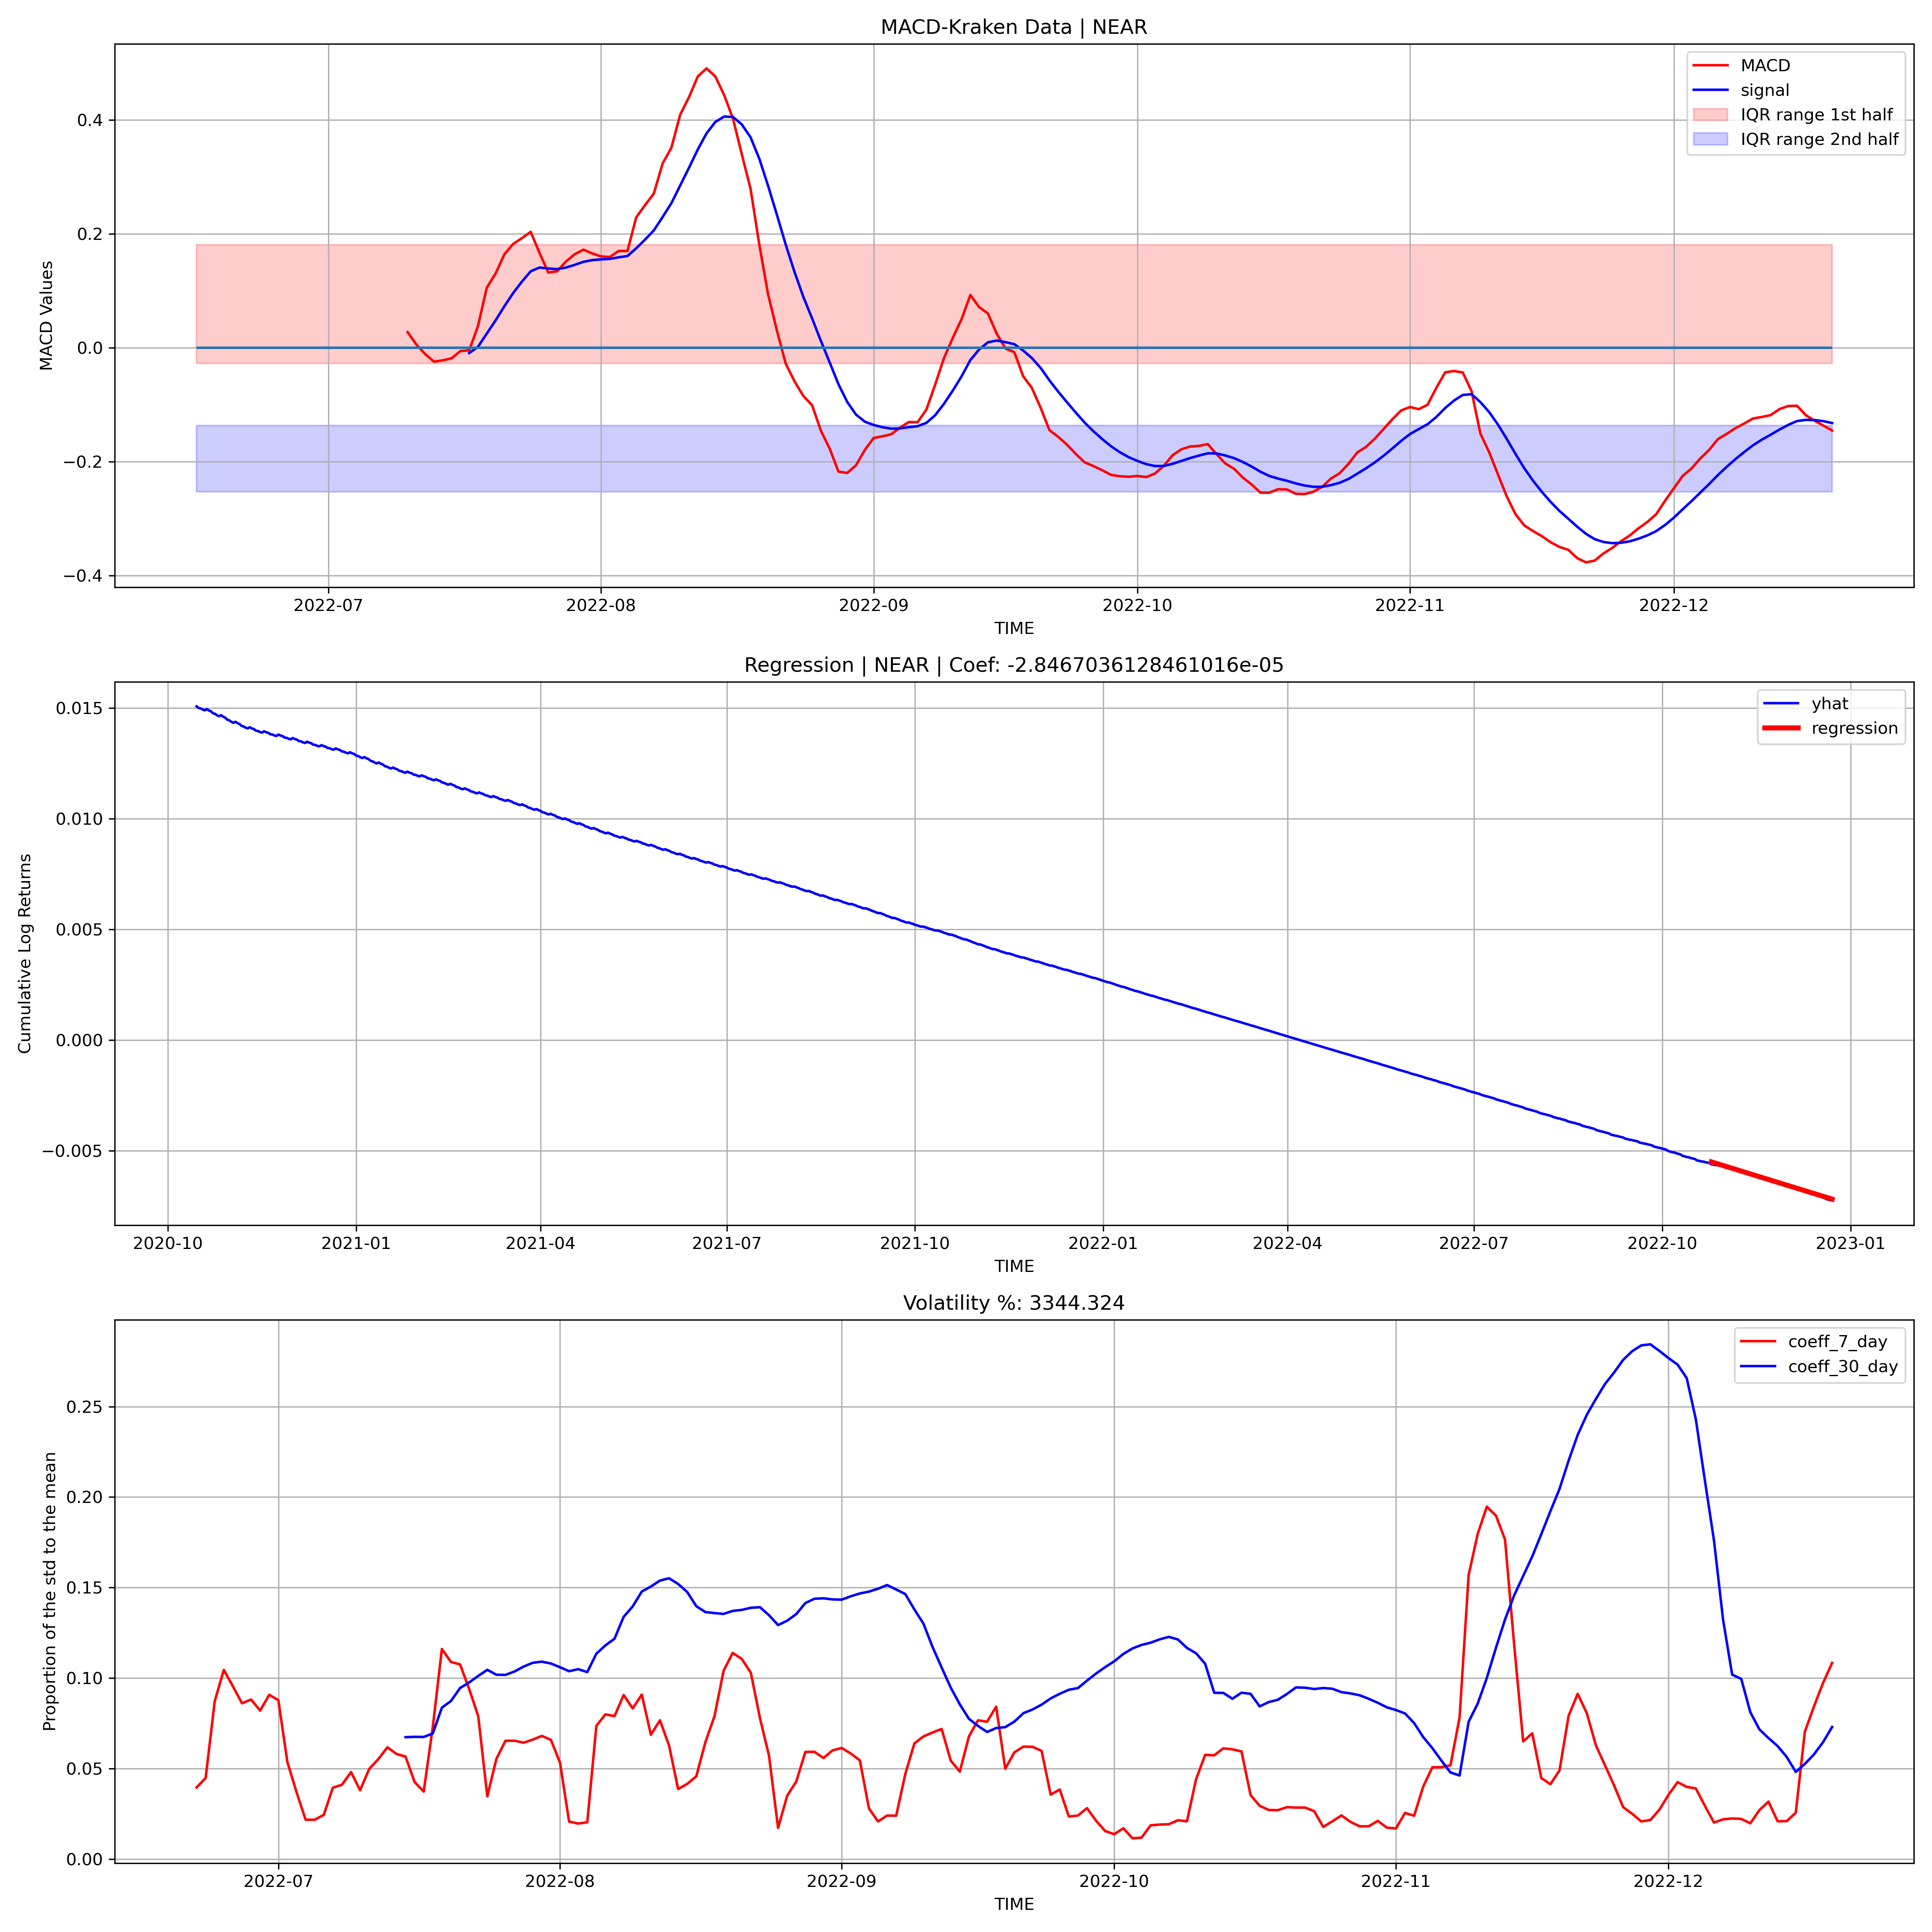 MACD-Kraken Data | NEAR
MACD Values
0.4
0.2
0.0
−0.2
−0.4
MACD
signal
IQR range 1st half
IQR range 2nd half
2022-07 2022-08 2022-09 2022-10 2022-11 2022-12
TIME
Regression | NEAR | Coef: -2.8467036128461016e-05
Cumulative Log Returns
0.015
0.010
0.005
0.000
−0.005
yhat
regression
2020-10 2021-01 2021-04 2021-07 2021-10 2022-01 2022-04 2022-07 2022-10 2023-01
TIME
Volatility %: 3344.324
Proportion of the std to the mean
0.25
0.20
0.15
0.10
0.05
0.00
coeff_7_day
coeff_30_day
2022-07 2022-08 2022-09 2022-10 2022-11 2022-12
TIME